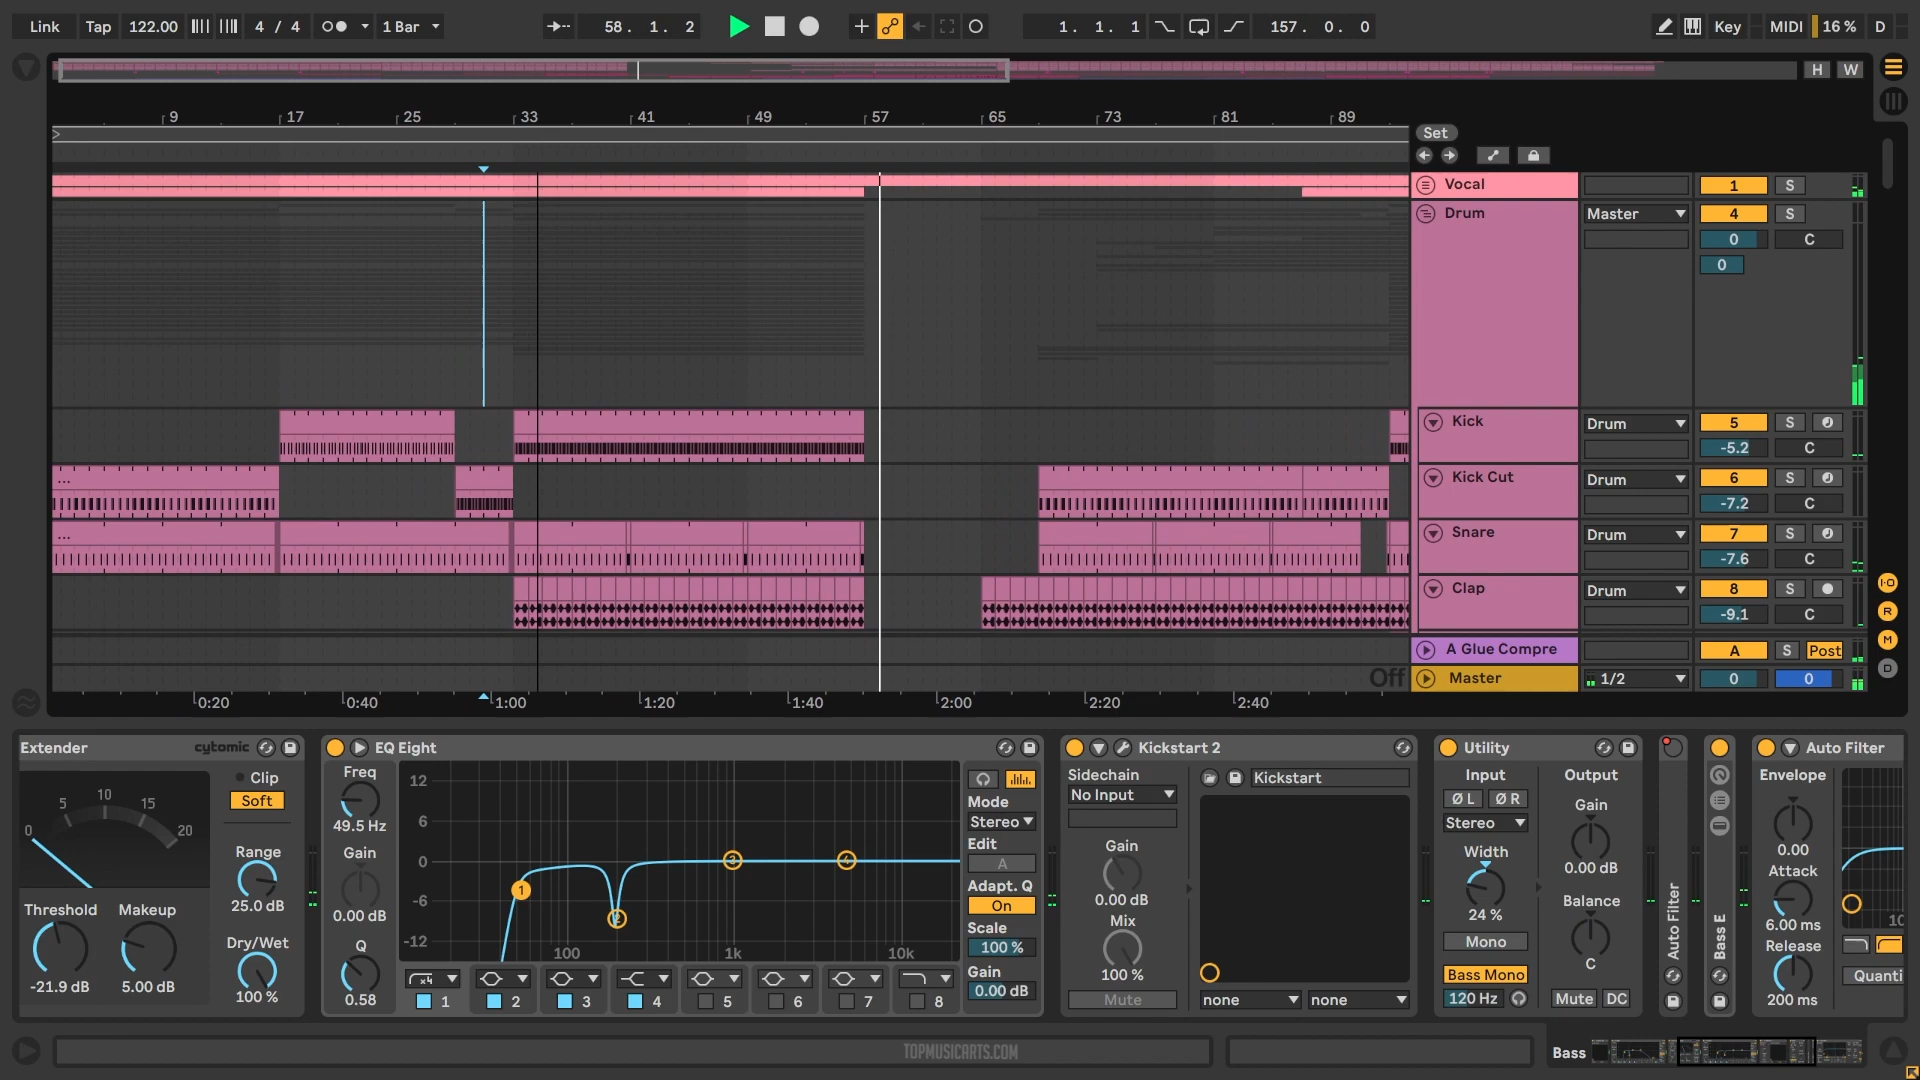 Link Tap 122.00 4 / 4 1 Bar 58. 1. 2 1. 1. 1 157. 0. 0 Key MIDI 16 % D
H W
9 17 25 33 41 49 57 65 73 81 89
Set
Vocal 1 S
Drum Master 4 S
0 C
0
Kick Drum 5 S
-5.2 C
...
Kick Cut Drum 6 S
-7.2 C
...
Snare Drum 7 S
-7.6 C
Clap Drum 8 S
-9.1 C
A Glue Compre A S Post
Off Master 1/2 0 0
I·O
R
M
D
0:20 0:40 1:00 1:20 1:40 2:00 2:20 2:40
Extender cytomic
0 5 10 15 20
Clip
Soft
Range
25.0 dB
Threshold Makeup
-21.9 dB 5.00 dB
Dry/Wet
100 %
EQ Eight
Freq
49.5 Hz
Gain
0.00 dB
Q
0.58
12
6
0
-6
-12
100 1k 10k
1 2 3 4
x4
1 2 3 4 5 6 7 8
Mode
Stereo
Edit
A
Adapt. Q
On
Scale
100 %
Gain
0.00 dB
Kickstart 2
Sidechain
No Input
Gain
0.00 dB
Mix
100 %
Mute
Kickstart
none none
Utility
Input
Ø L Ø R
Stereo
Width
24 %
Mono
Bass Mono
120 Hz
Output
Gain
0.00 dB
Balance
C
Mute DC
Auto Filter
Bass E
Auto Filter
Envelope
0.00
Attack
6.00 ms
Release
200 ms
10
Quanti
TOPMUSICARTS.COM
Bass